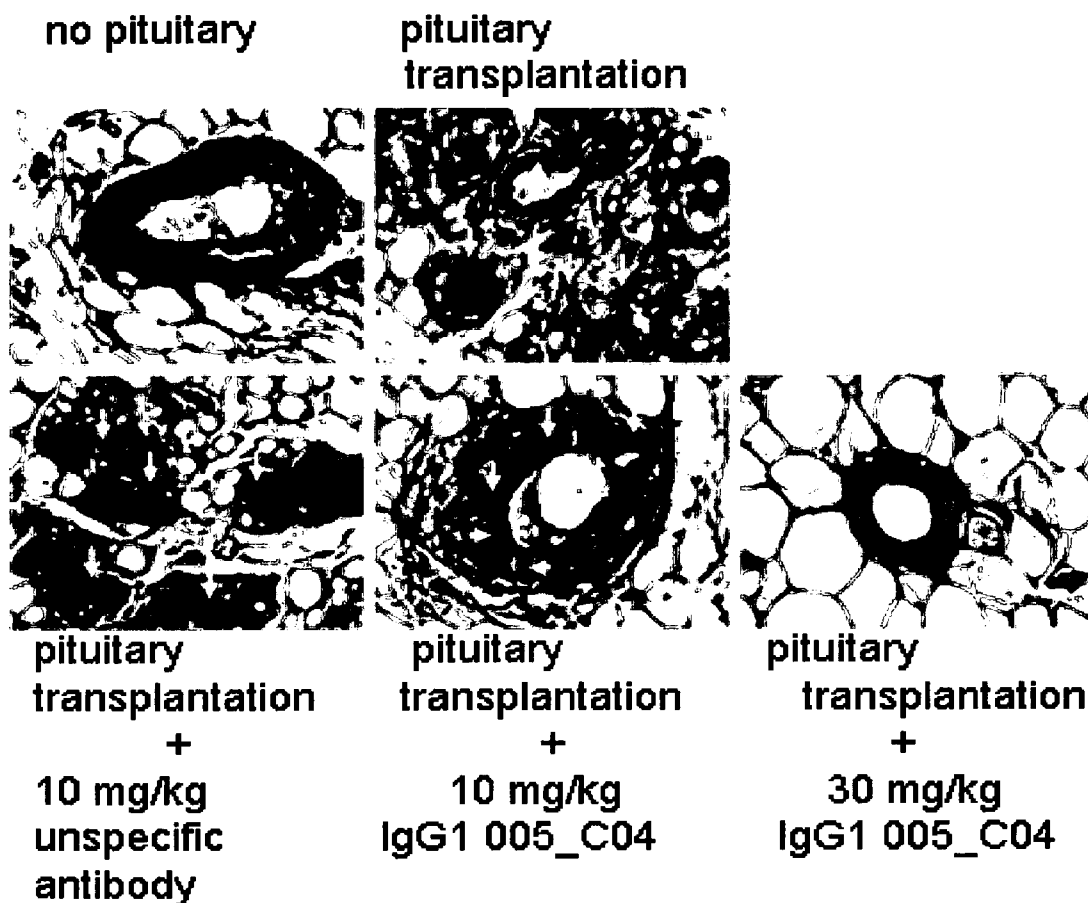 no pituitary
pituitary
transplantation
pituitary
transplantation
+
10 mg/kg
unspecific
antibody
pituitary
transplantation
+
10 mg/kg
IgG1 005_C04
pituitary
transplantation
+
30 mg/kg
IgG1 005_C04